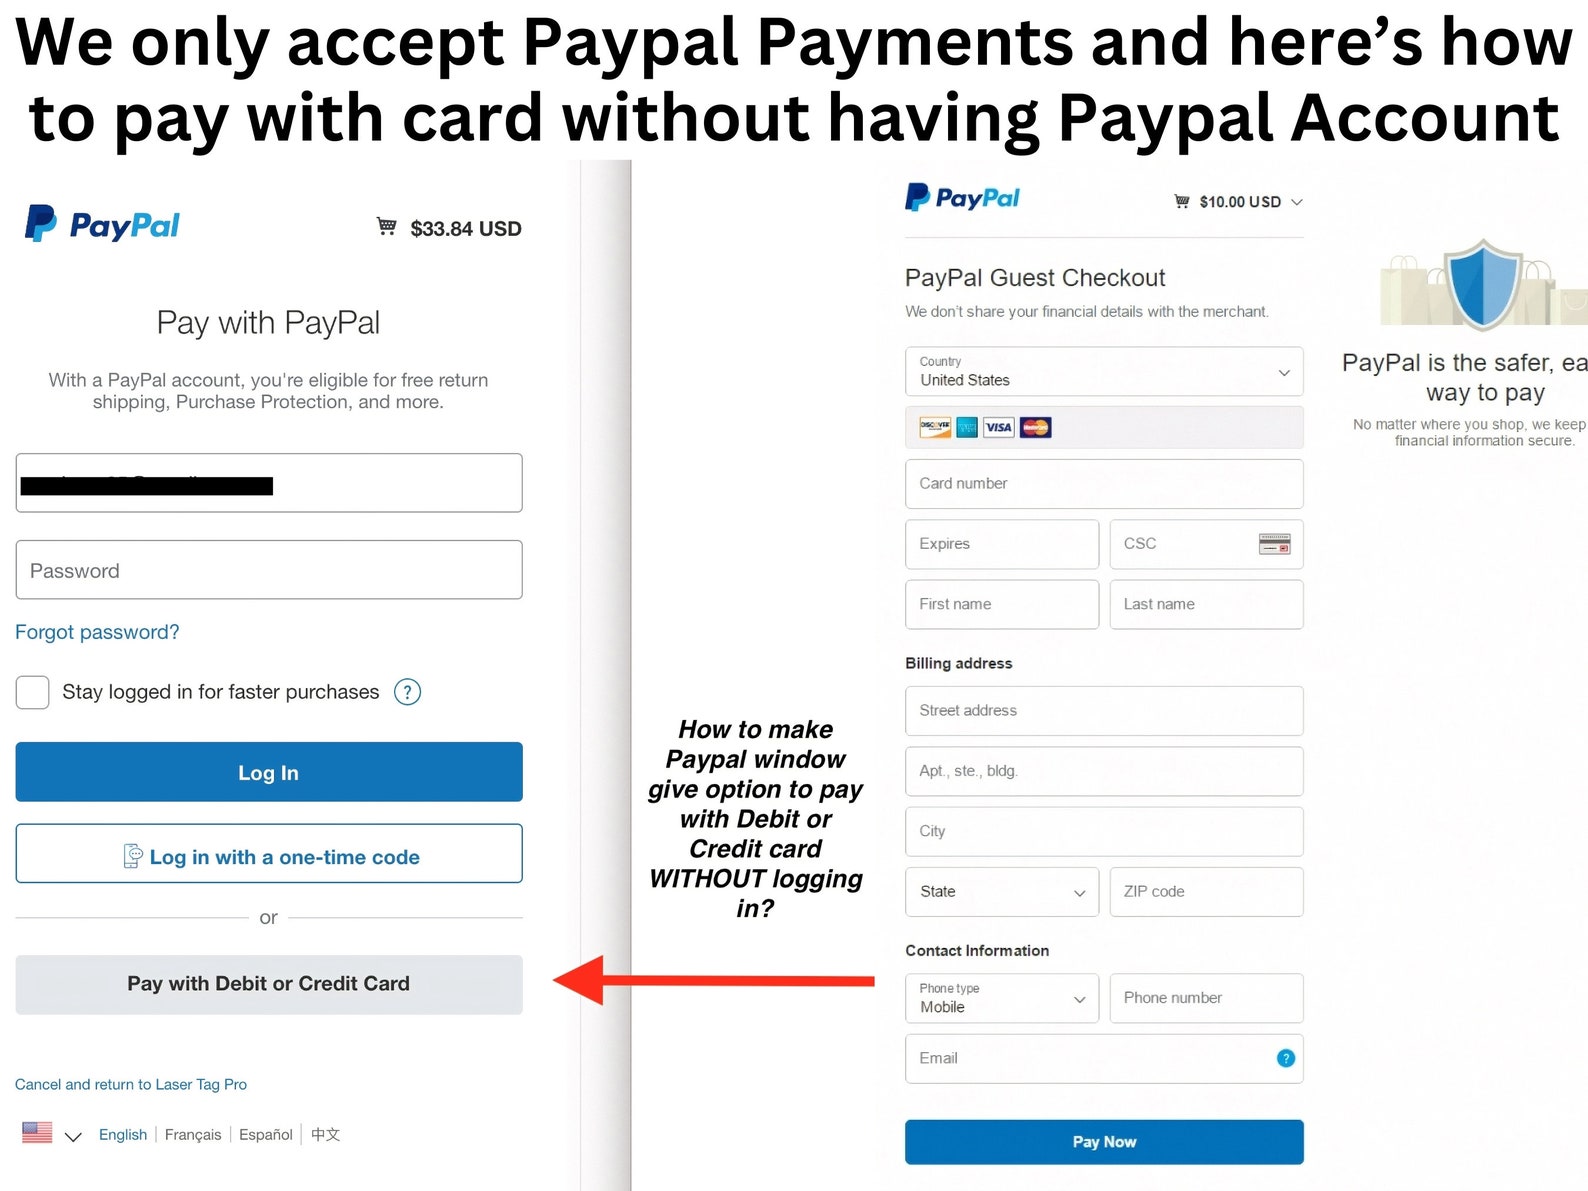 We only accept Paypal Payments and here's how
to pay with card without having Paypal Account
PayPal
$33.84 USD
Pay with PayPal
With a PayPal account, you're eligible for free return
shipping, Purchase Protection, and more.
Password
Forgot password?
Stay logged in for faster purchases ?
Log In
Log in with a one-time code
or
Pay with Debit or Credit Card
Cancel and return to Laser Tag Pro
English | Français | Español | 中文
How to make
Paypal window
give option to pay
with Debit or
Credit card
WITHOUT logging
in?
PayPal
$10.00 USD
PayPal Guest Checkout
We don't share your financial details with the merchant.
Country
United States
DISCOVER VISA MasterCard
Card number
Expires CSC
First name Last name
Billing address
Street address
Apt., ste., bldg.
City
State ZIP code
Contact Information
Phone type
Mobile
Phone number
Email ?
Pay Now
PayPal is the safer, ea
way to pay
No matter where you shop, we keep
financial information secure.